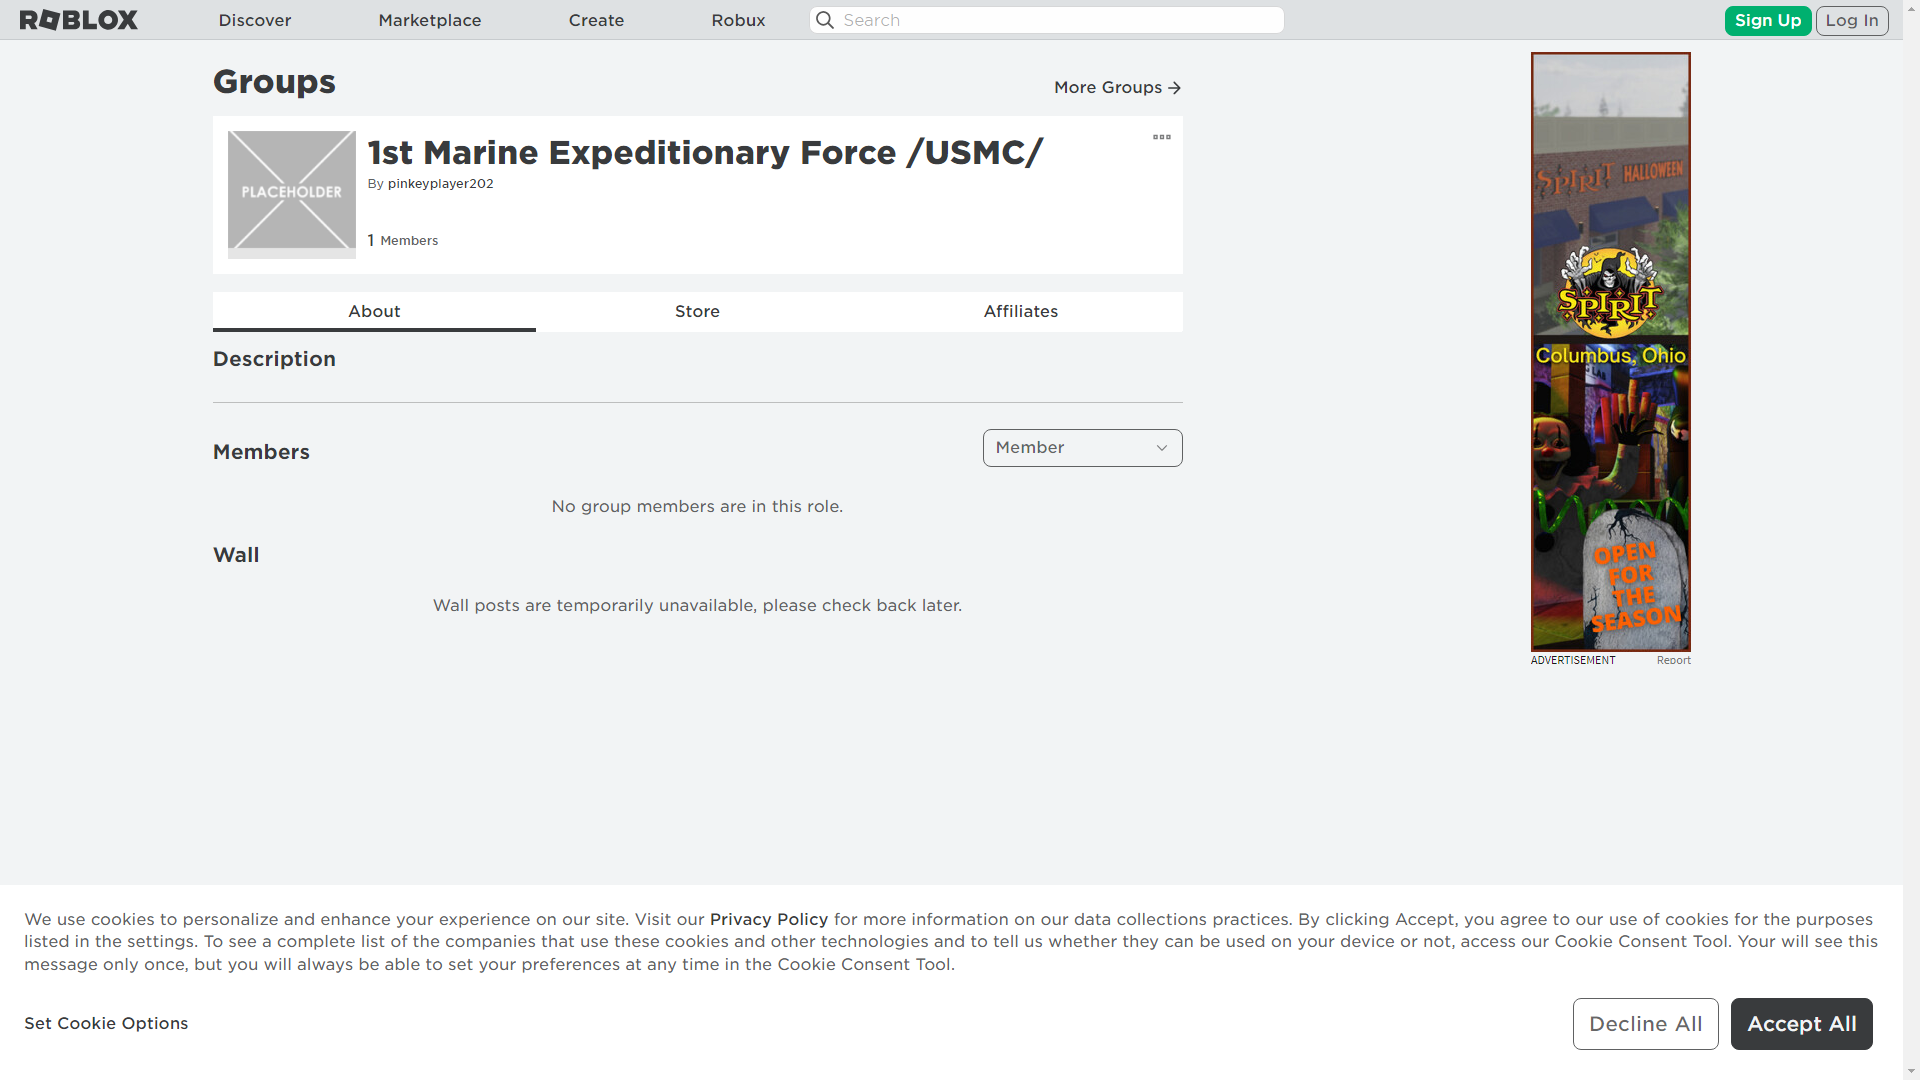 ROBLOX
Discover
Marketplace
Create
Robux
Search
Sign Up
Log In
Groups
More Groups
PLACEHOLDER
1st Marine Expeditionary Force /USMC/
By pinkeyplayer202
1 Members
About
Store
Affiliates
Description
Members
Member
No group members are in this role.
Wall
Wall posts are temporarily unavailable, please check back later.
SPIRIT HALLOWEEN
SPIRIT
Columbus, Ohio
LAB
OPEN
FOR
THE
SEASON
ADVERTISEMENT
Report
We use cookies to personalize and enhance your experience on our site. Visit our Privacy Policy for more information on our data collections practices. By clicking Accept, you agree to our use of cookies for the purposes
listed in the settings. To see a complete list of the companies that use these cookies and other technologies and to tell us whether they can be used on your device or not, access our Cookie Consent Tool. Your will see this
message only once, but you will always be able to set your preferences at any time in the Cookie Consent Tool.
Set Cookie Options
Decline All
Accept All